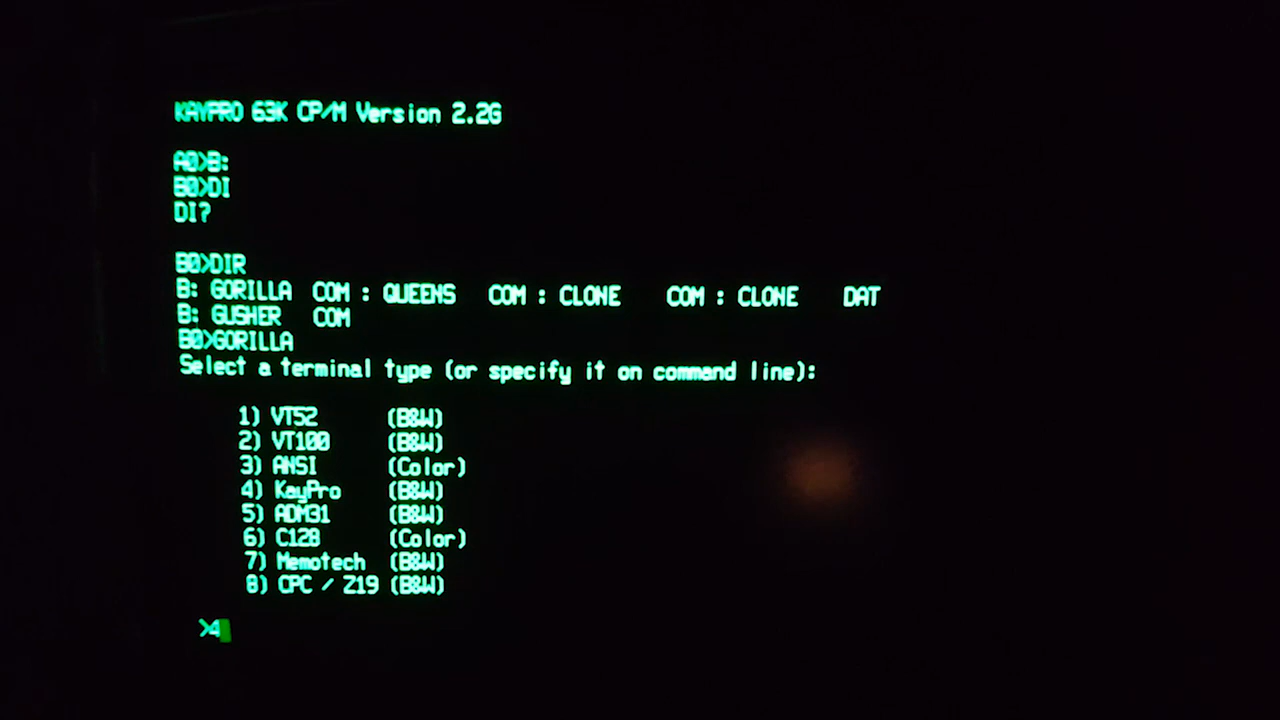 KAYPRO 63K CP/M Version 2.2G
A0>B:
B0>DI
DI?
B0>DIR
B: GORILLA  COM : QUEENS   COM : CLONE    COM : CLONE    DAT
B: GUSHER   COM
B0>GORILLA
Select a terminal type (or specify it on command line):
1) VT52     (B&W)
2) VT100    (B&W)
3) ANSI     (Color)
4) KayPro   (B&W)
5) ADM31    (B&W)
6) C128     (Color)
7) Memotech (B&W)
8) CPC / Z19 (B&W)
>4